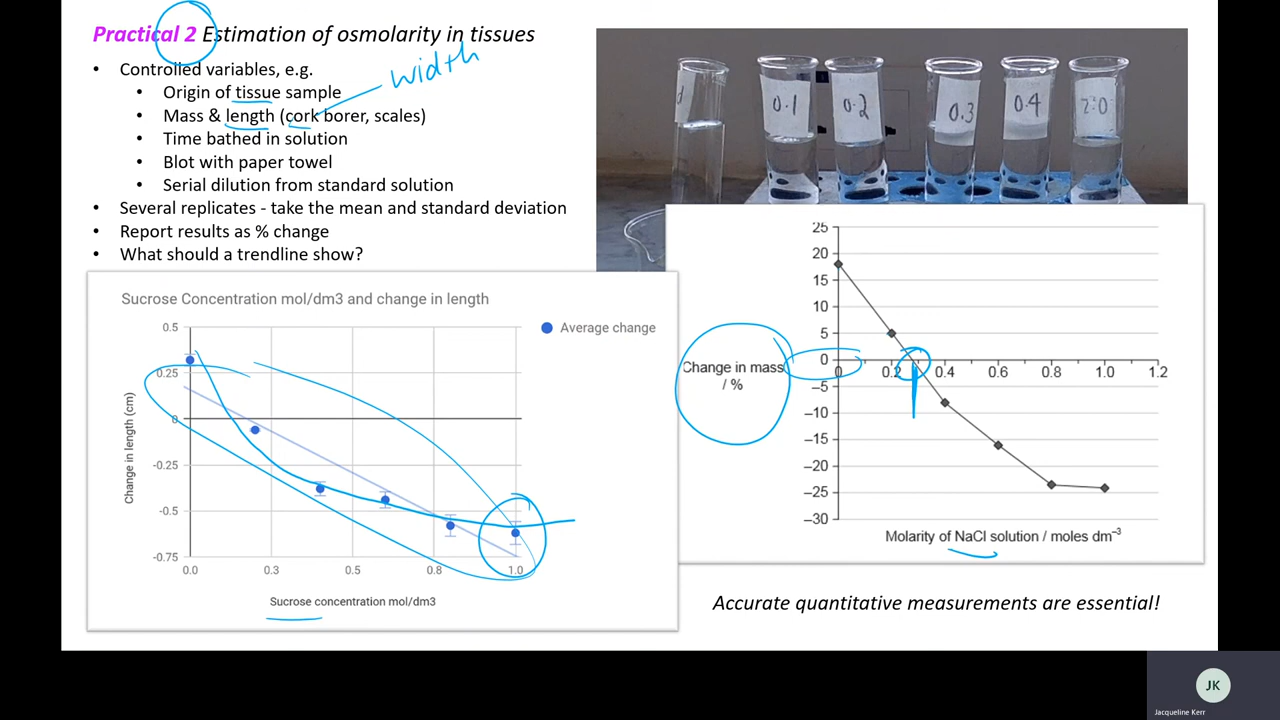 Practical 2 Estimation of osmolarity in tissues
• Controlled variables, e.g.
width
• Origin of tissue sample
• Mass & length (cork borer, scales)
• Time bathed in solution
• Blot with paper towel
• Serial dilution from standard solution
• Several replicates - take the mean and standard deviation
• Report results as % change
• What should a trendline show?
d
0.1
0.2
0.3
0.4
Sucrose Concentration mol/dm3 and change in length
Average change
Change in length (cm)
0.5
0.25
0
-0.25
-0.5
-0.75
0.0 0.3 0.5 0.8 1.0
Sucrose concentration mol/dm3
25
20
15
10
5
0
−5
−10
−15
−20
−25
−30
Change in mass
/ %
0 0.2 0.4 0.6 0.8 1.0 1.2
Molarity of NaCl solution / moles dm⁻³
Accurate quantitative measurements are essential!
JK
Jacqueline Kerr